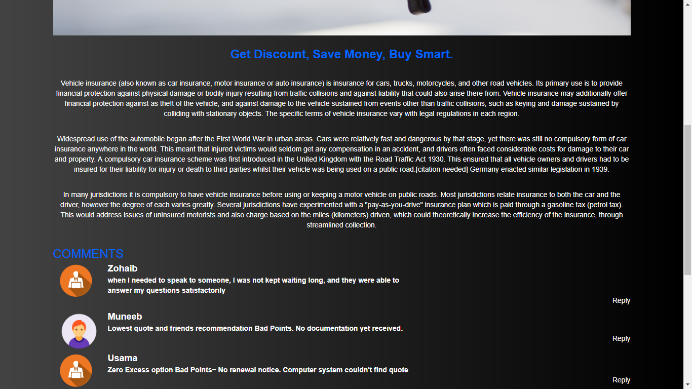 Get Discount, Save Money, Buy Smart.
Vehicle insurance (also known as car insurance, motor insurance or auto insurance) is insurance for cars, trucks, motorcycles, and other road vehicles. Its primary use is to provide
financial protection against physical damage or bodily injury resulting from traffic collisions and against liability that could also arise there from. Vehicle insurance may additionally offer
financial protection against as theft of the vehicle, and against damage to the vehicle sustained from events other than traffic collisions, such as keying and damage sustained by
colliding with stationary objects. The specific terms of vehicle insurance vary with legal regulations in each region.
Widespread use of the automobile began after the First World War in urban areas. Cars were relatively fast and dangerous by that stage, yet there was still no compulsory form of car
insurance anywhere in the world. This meant that injured victims would seldom get any compensation in an accident, and drivers often faced considerable costs for damage to their car
and property. A compulsory car insurance scheme was first introduced in the United Kingdom with the Road Traffic Act 1930. This ensured that all vehicle owners and drivers had to be
insured for their liability for injury or death to third parties whilst their vehicle was being used on a public road.[citation needed] Germany enacted similar legislation in 1939.
In many jurisdictions it is compulsory to have vehicle insurance before using or keeping a motor vehicle on public roads. Most jurisdictions relate insurance to both the car and the
driver, however the degree of each varies greatly. Several jurisdictions have experimented with a "pay-as-you-drive" insurance plan which is paid through a gasoline tax (petrol tax).
This would address issues of uninsured motorists and also charge based on the miles (kilometers) driven, which could theoretically increase the efficiency of the insurance, through
streamlined collection.
COMMENTS
Zohaib
when I needed to speak to someone, I was not kept waiting long, and they were able to
answer my questions satisfactorily
Reply
Muneeb
Lowest quote and friends recommendation Bad Points. No documentation yet received.
Reply
Usama
Zero Excess option Bad Points~ No renewal notice. Computer system couldn't find quote
Reply